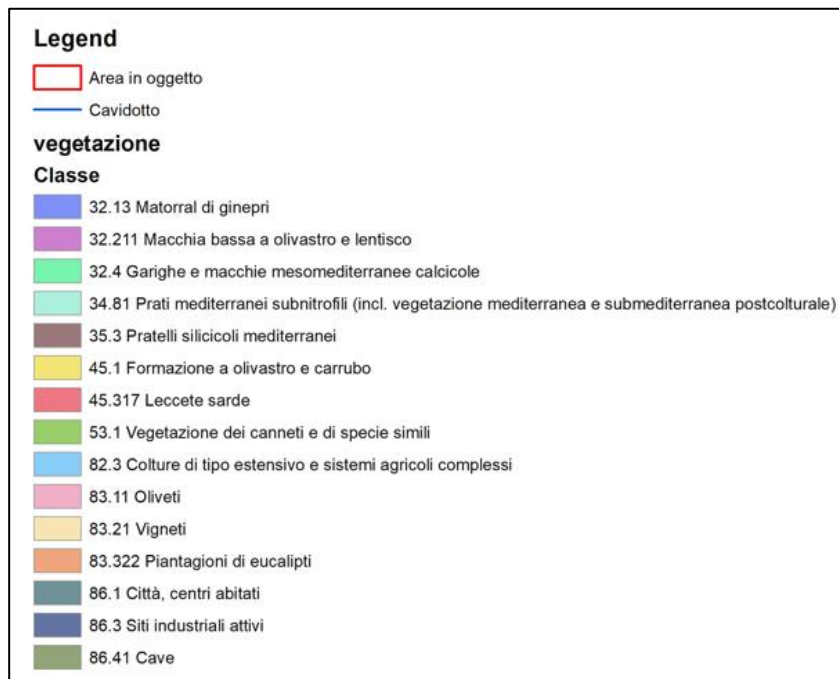 Legend
Area in oggetto
Cavidotto
vegetazione
Classe
32.13 Matorral di ginepri
32.211 Macchia bassa a olivastro e lentisco
32.4 Garighe e macchie mesomediterranee calcicole
34.81 Prati mediterranei subnitrofili (incl. vegetazione mediterranea e submediterranea postcolturale)
35.3 Pratelli silicicoli mediterranei
45.1 Formazione a olivastro e carrubo
45.317 Leccete sarde
53.1 Vegetazione dei canneti e di specie simili
82.3 Colture di tipo estensivo e sistemi agricoli complessi
83.11 Oliveti
83.21 Vigneti
83.322 Piantagioni di eucalipti
86.1 Città, centri abitati
86.3 Siti industriali attivi
86.41 Cave